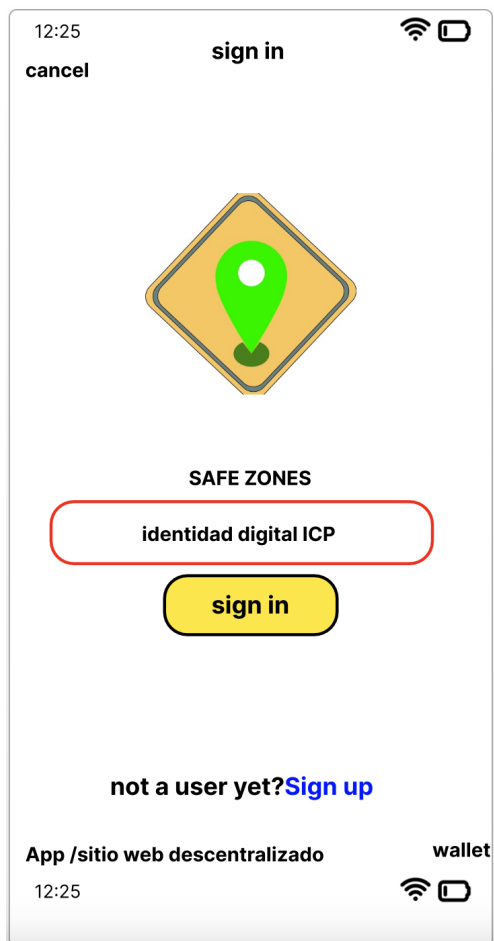 12:25
sign in
cancel
SAFE ZONES
identidad digital ICP
sign in
not a user yet?Sign up
App /sitio web descentralizado
wallet
12:25